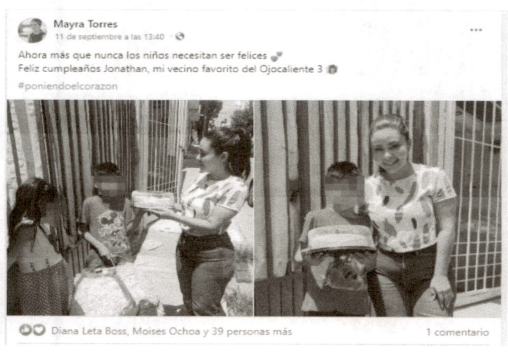 Mayra Torres
11 de septiembre a las 13:40
Ahora más que nunca los niños necesitan ser felices
Feliz cumpleaños Jonathan, mi vecino favorito del Ojocaliente 3
#poniendoelcorazon
Diana Leta Boss, Moises Ochoa y 39 personas más
1 comentario